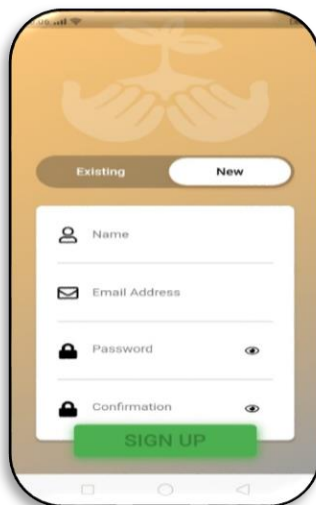 Existing New
Name
Email Address
Password
Confirmation
SIGN UP